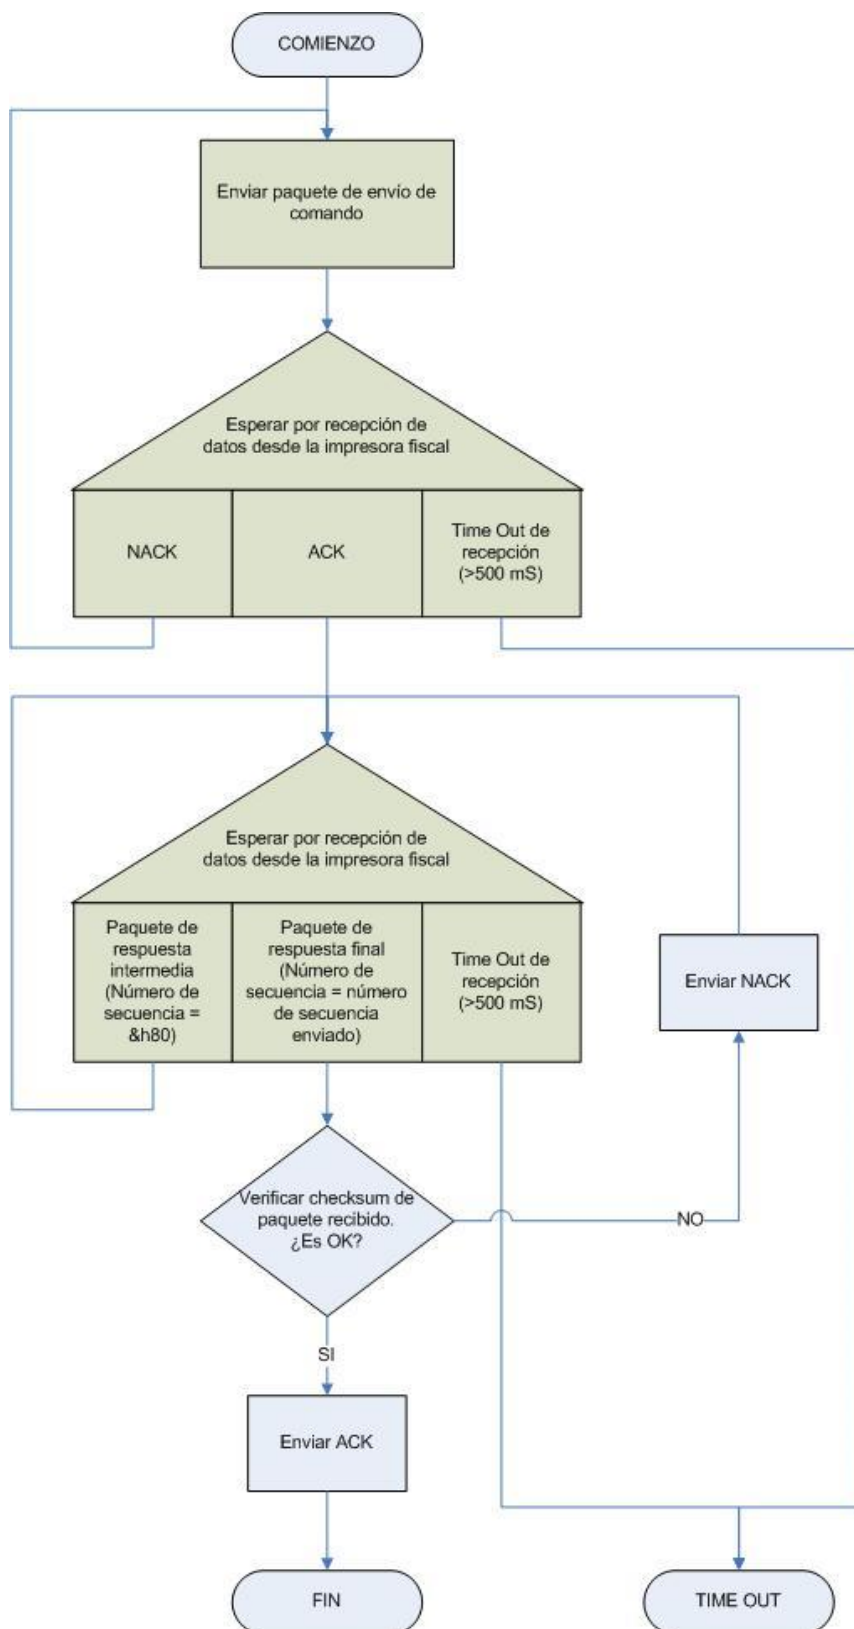 COMIENZO
Enviar paquete de envío de
comando
Esperar por recepción de
datos desde la impresora fiscal
NACK
ACK
Time Out de
recepción
(>500 mS)
Esperar por recepción de
datos desde la impresora fiscal
Paquete de
respuesta
intermedia
(Número de
secuencia =
&h80)
Paquete de
respuesta final
(Número de
secuencia = número
de secuencia
enviado)
Time Out de
recepción
(>500 mS)
Enviar NACK
Verificar checksum de
paquete recibido.
¿Es OK?
NO
SI
Enviar ACK
FIN
TIME OUT